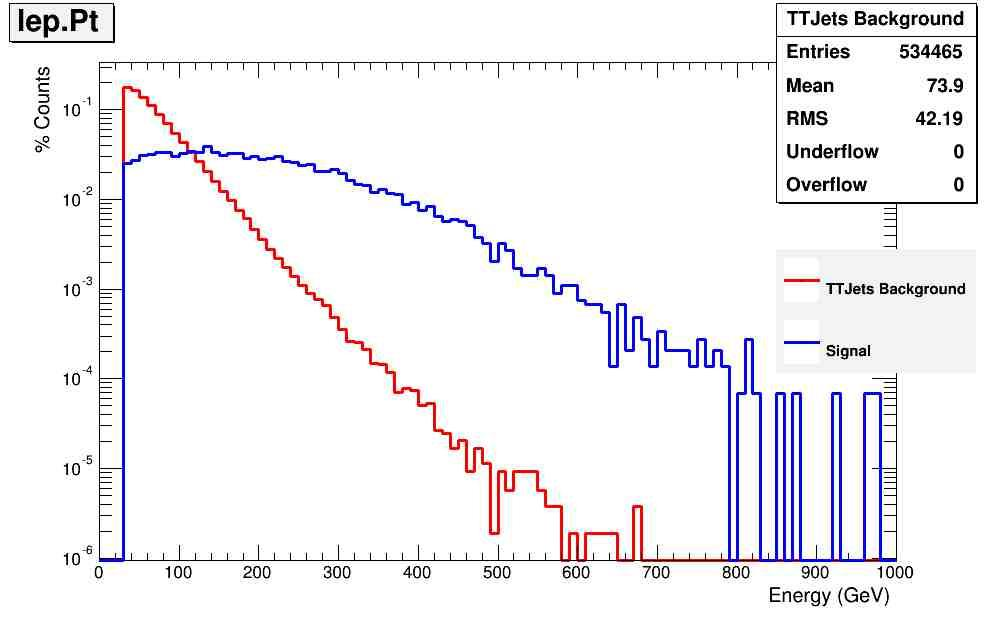 lep.Pt
TTJets Background
Entries 534465
Mean 73.9
RMS 42.19
Underflow 0
Overflow 0
% Counts
10-1
10-2
10-3
10-4
10-5
10-6
TTJets Background
Signal
0 100 200 300 400 500 600 700 800 900 1000
Energy (GeV)